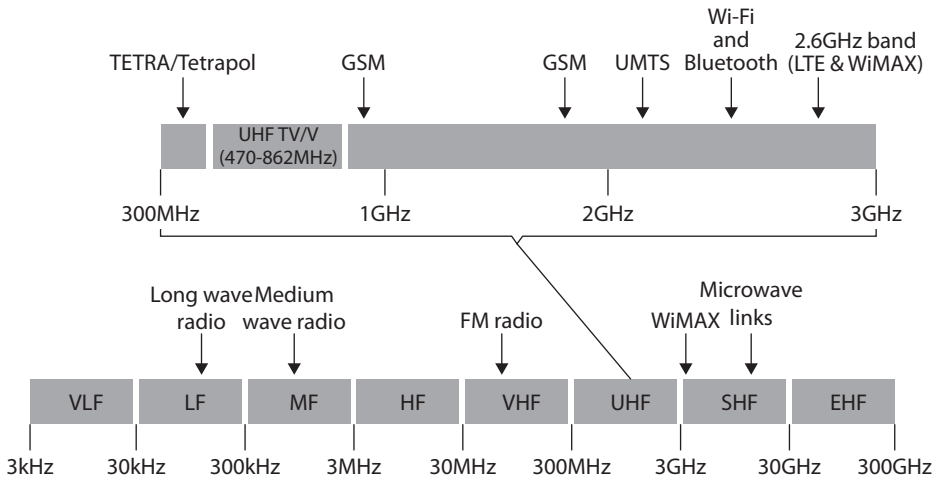 Wi-Fi
and
Bluetooth
2.6GHz band
(LTE & WiMAX)
TETRA/Tetrapol
GSM
GSM
UMTS
UHF TV/V
(470-862MHz)
300MHz
1GHz
2GHz
3GHz
Long wave
radio
Medium
wave radio
FM radio
WiMAX
Microwave
links
VLF
LF
MF
HF
VHF
UHF
SHF
EHF
3kHz
30kHz
300kHz
3MHz
30MHz
300MHz
3GHz
30GHz
300GHz